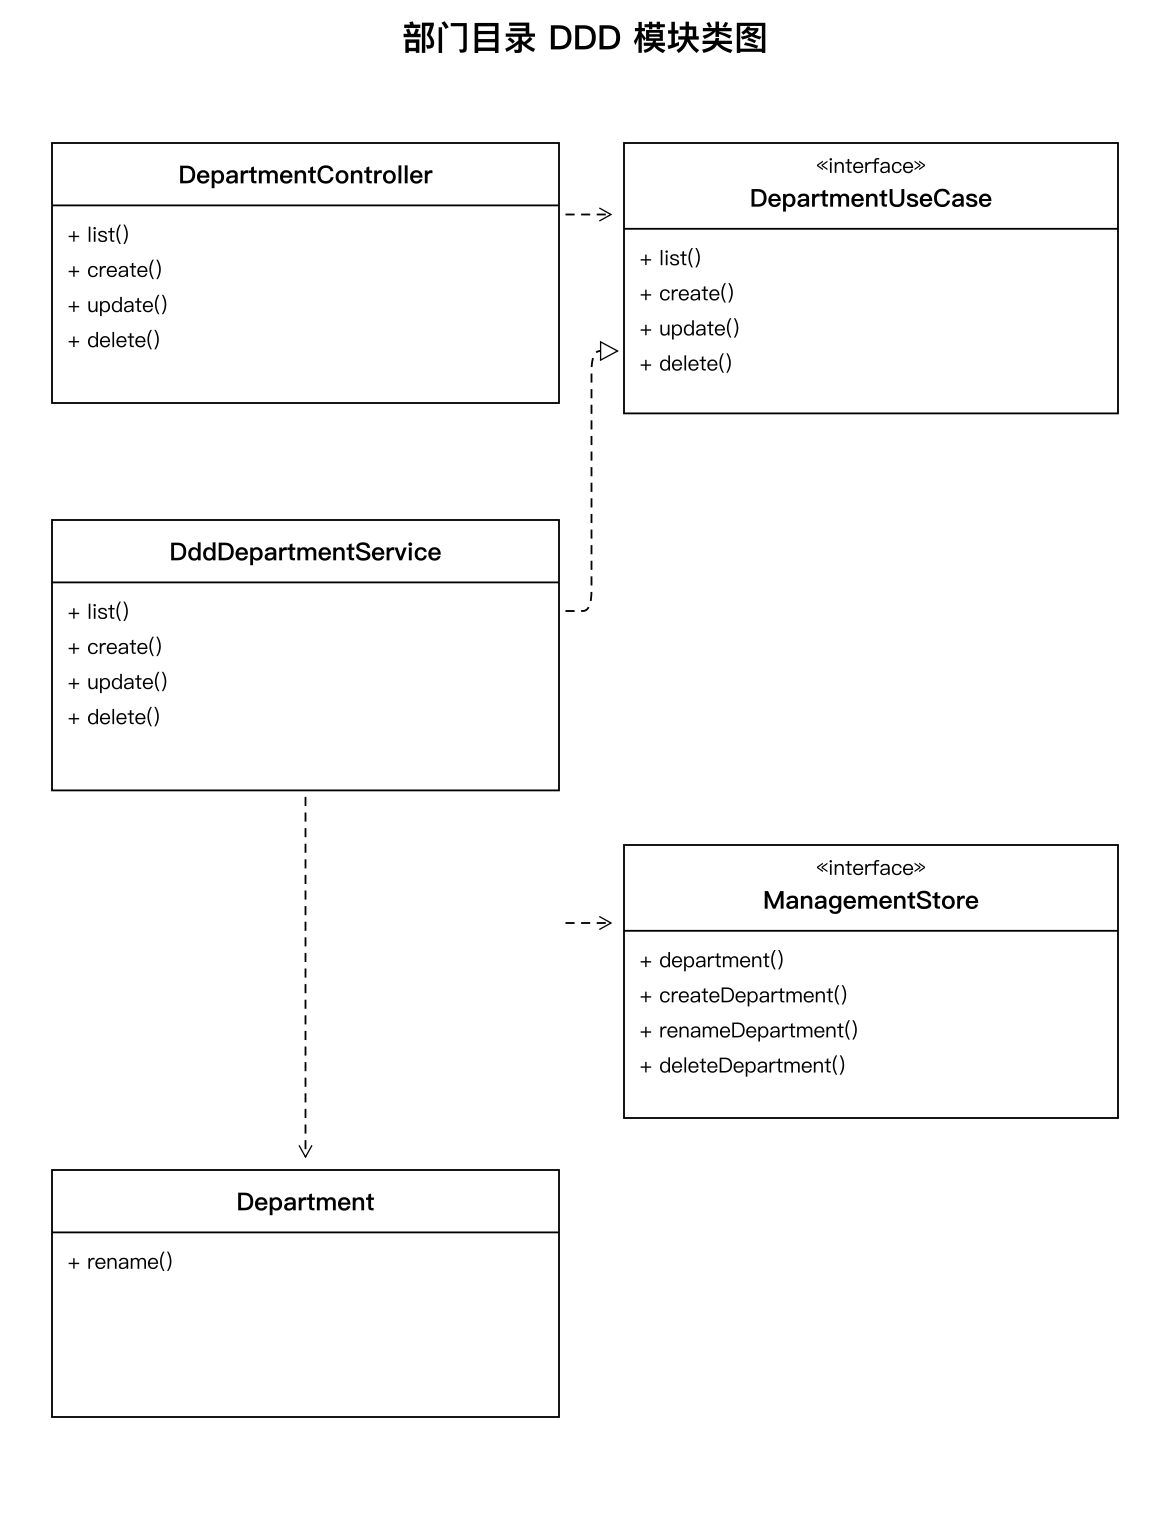 部门目录 DDD 模块类图
DepartmentController
+ list()
+ create()
+ update()
+ delete()
«interface»
DepartmentUseCase
+ list()
+ create()
+ update()
+ delete()
DddDepartmentService
+ list()
+ create()
+ update()
+ delete()
«interface»
ManagementStore
+ department()
+ createDepartment()
+ renameDepartment()
+ deleteDepartment()
Department
+ rename()